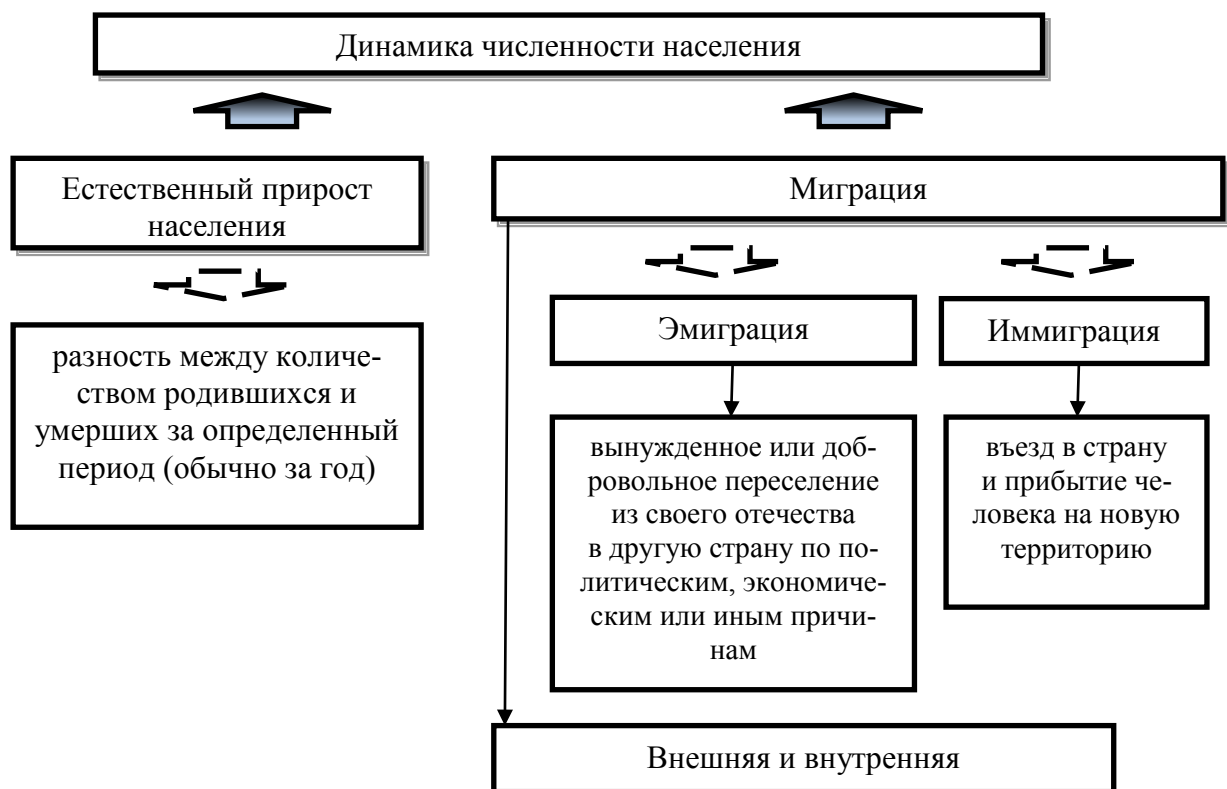 Динамика численности населения
Естественный прирост
населения
Миграция
разность между количе-
ством родившихся и
умерших за определенный
период (обычно за год)
Эмиграция
Иммиграция
вынужденное или доб-
ровольное переселение
из своего отечества
в другую страну по по-
литическим, экономиче-
ским или иным причи-
нам
въезд в страну
и прибытие че-
ловека на новую
территорию
Внешняя и внутренняя